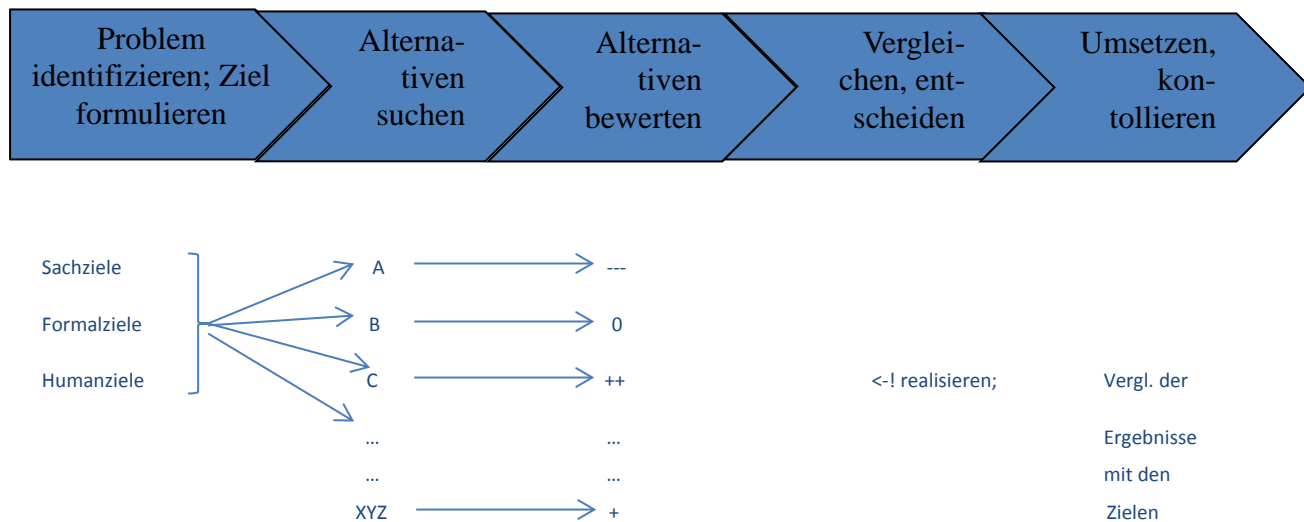 Problem
identifizieren; Ziel
formulieren
Alterna-
tiven
suchen
Alterna-
tiven
bewerten
Verglei-
chen, ent-
scheiden
Umsetzen,
kon-
tollieren
Sachziele
A
---
Formalziele
B
0
Humanziele
C
++
<-! realisieren;
Vergl. der
...
...
Ergebnisse
...
...
mit den
XYZ
+
Zielen